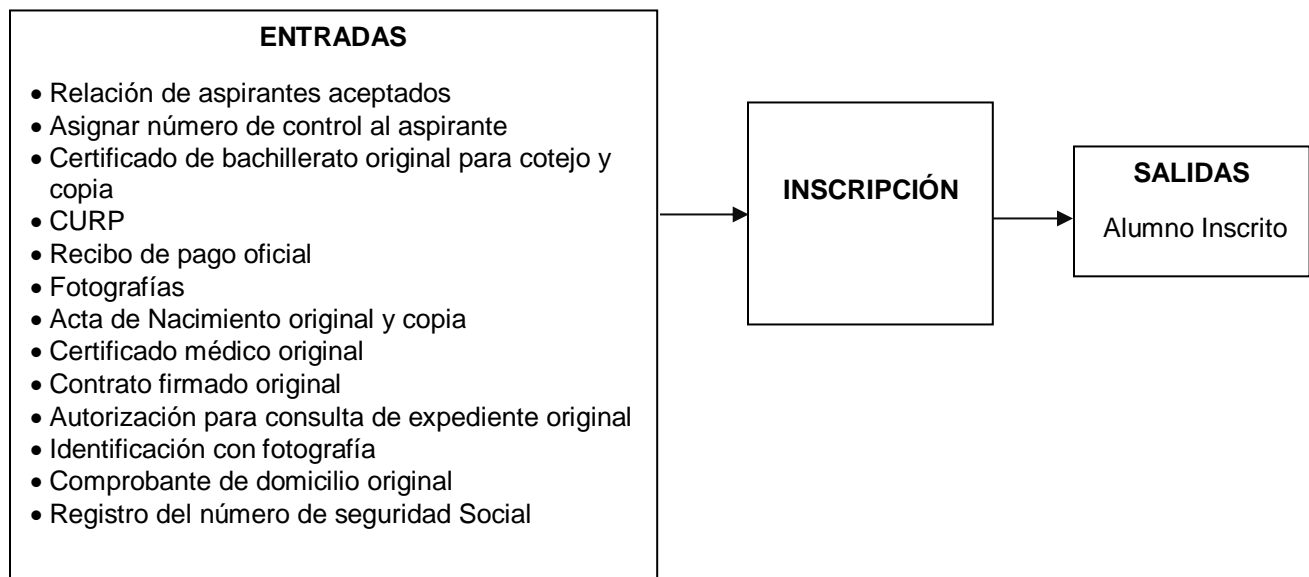 ENTRADAS
• Relación de aspirantes aceptados
• Asignar número de control al aspirante
• Certificado de bachillerato original para cotejo y
copia
• CURP
• Recibo de pago oficial
• Fotografías
• Acta de Nacimiento original y copia
• Certificado médico original
• Contrato firmado original
• Autorización para consulta de expediente original
• Identificación con fotografía
• Comprobante de domicilio original
• Registro del número de seguridad Social
INSCRIPCIÓN
SALIDAS
Alumno Inscrito